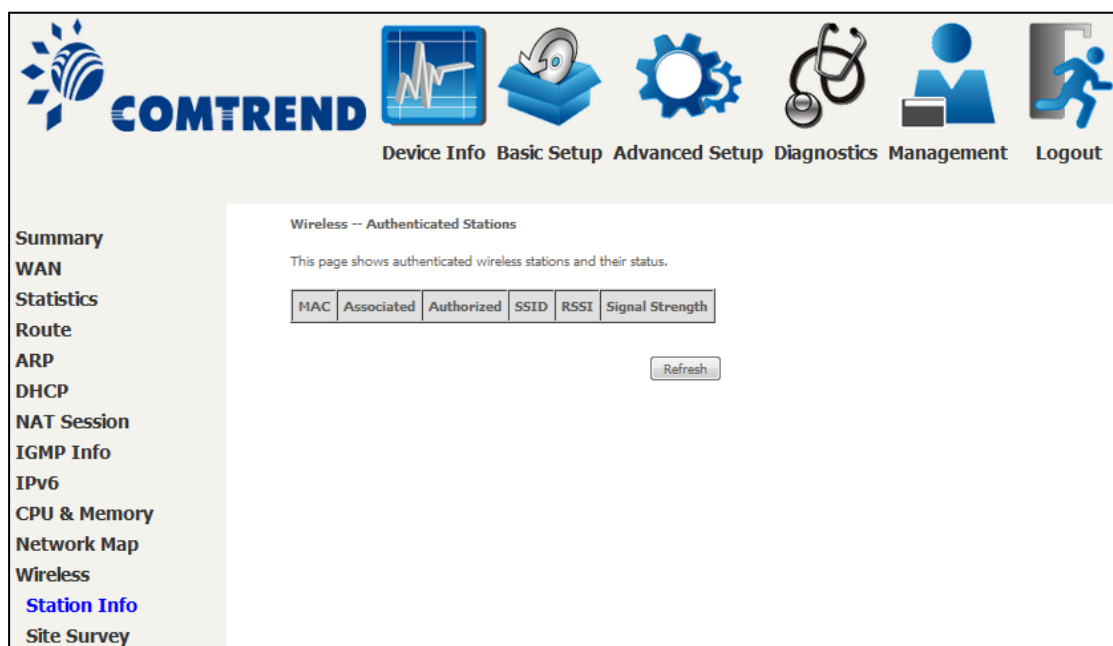 COMTREND
Device Info Basic Setup Advanced Setup Diagnostics Management Logout
Summary
WAN
Statistics
Route
ARP
DHCP
NAT Session
IGMP Info
IPv6
CPU & Memory
Network Map
Wireless
Station Info
Site Survey
Wireless -- Authenticated Stations
This page shows authenticated wireless stations and their status.
MAC Associated Authorized SSID RSSI Signal Strength
Refresh